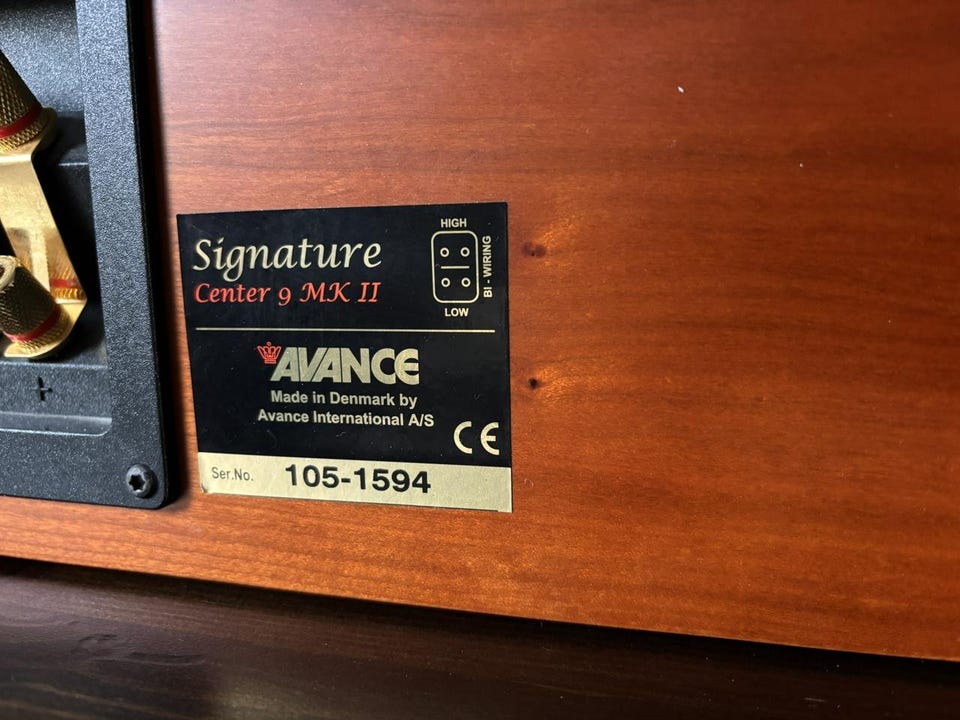 Signature
Center 9 MK II
HIGH
BI-WIRING
LOW
AVANCE
Made in Denmark by
Avance International A/S
CE
Ser.No. 105-1594
+